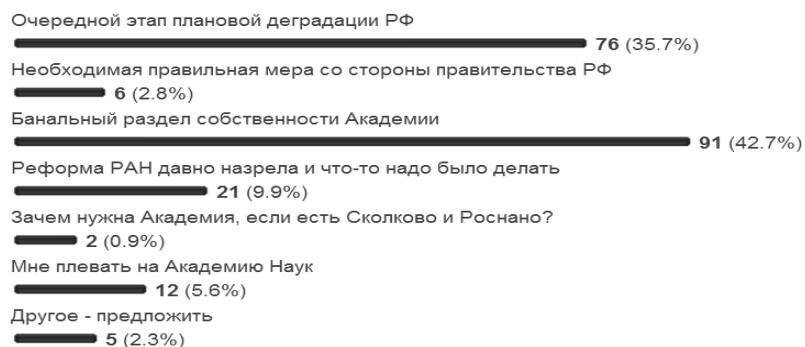 Очередной этап плановой деградации РФ
76 (35.7%)
Необходимая правильная мера со стороны правительства РФ
6 (2.8%)
Банальный раздел собственности Академии
91 (42.7%)
Реформа РАН давно назрела и что-то надо было делать
21 (9.9%)
Зачем нужна Академия, если есть Сколково и Роснано?
2 (0.9%)
Мне плевать на Академию Наук
12 (5.6%)
Другое - предложить
5 (2.3%)